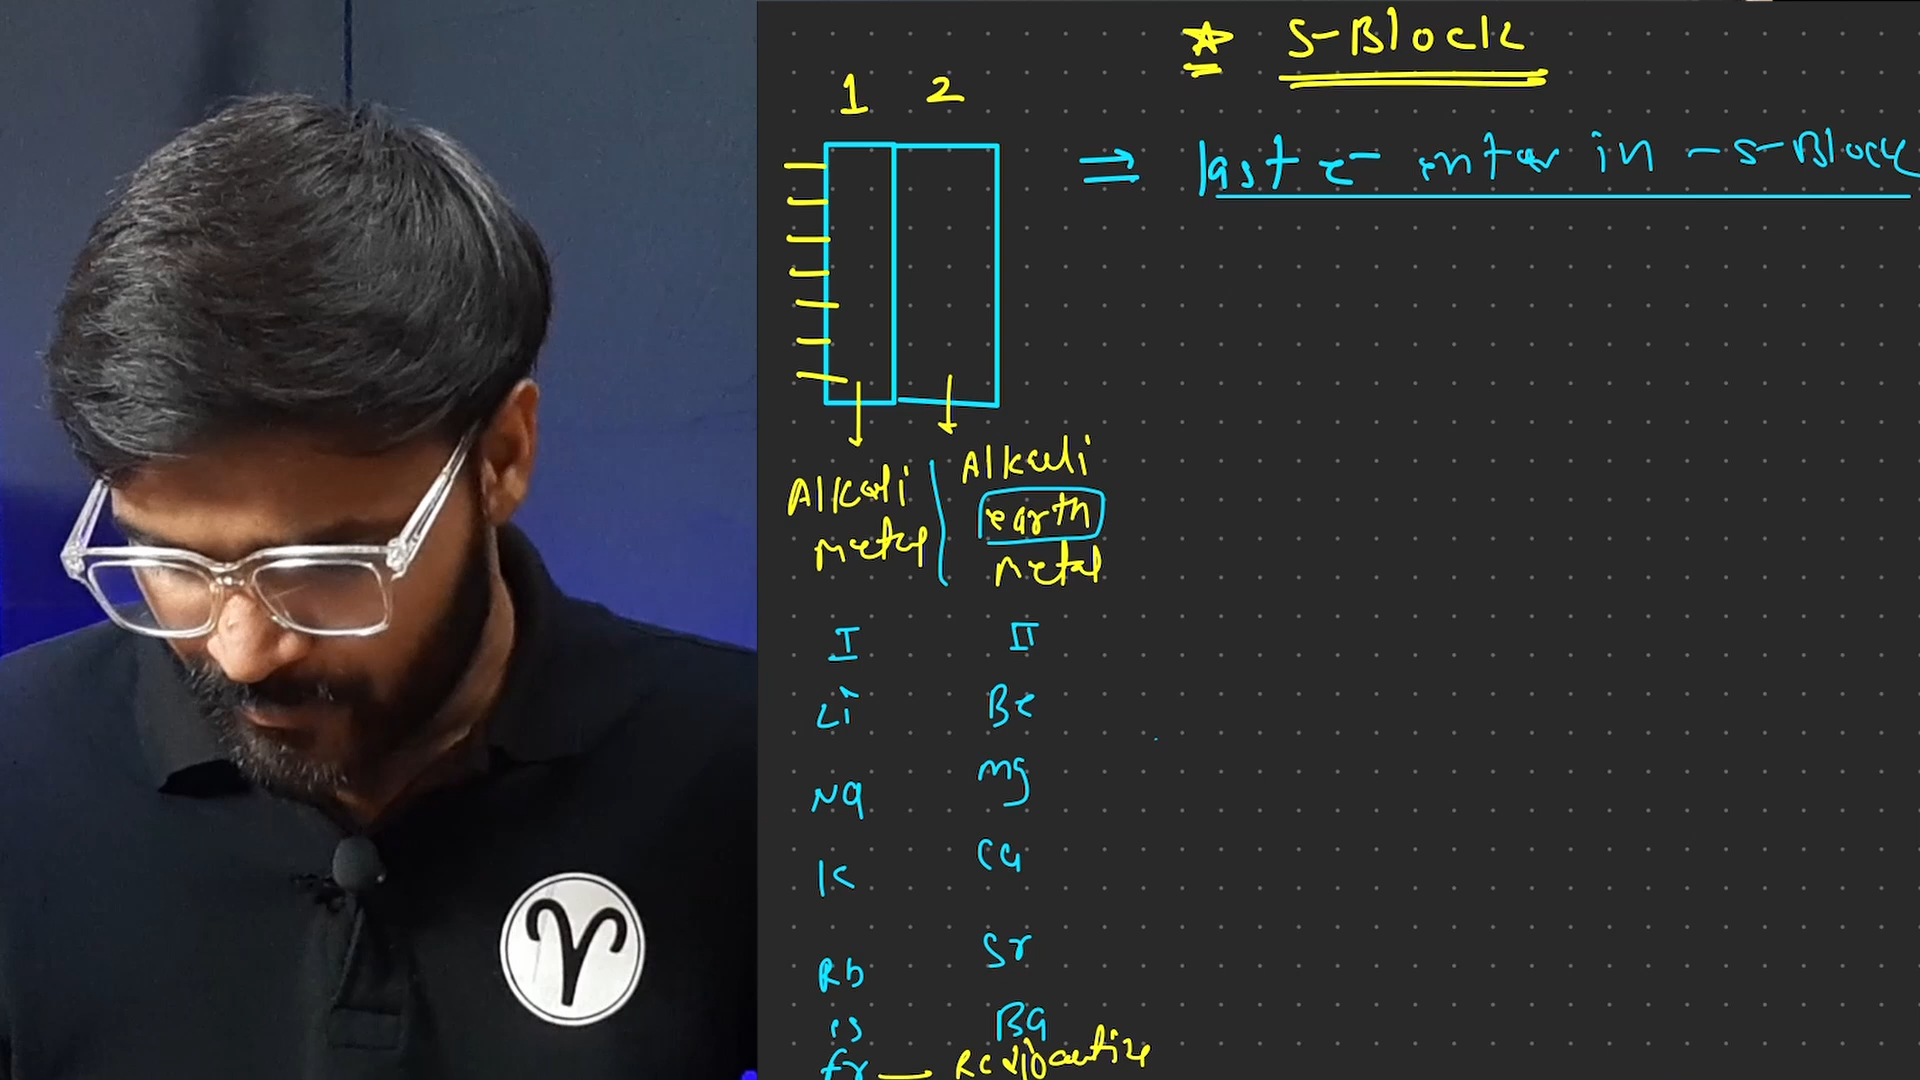 ☆ S-Block
1 2
⇒ last e⁻ enter in - s-Block
Alkali metal
Alkali earth metal
I II
Li Be
Na Mg
K Ca
Rb Sr
Cs Ba
fr — Radioactive